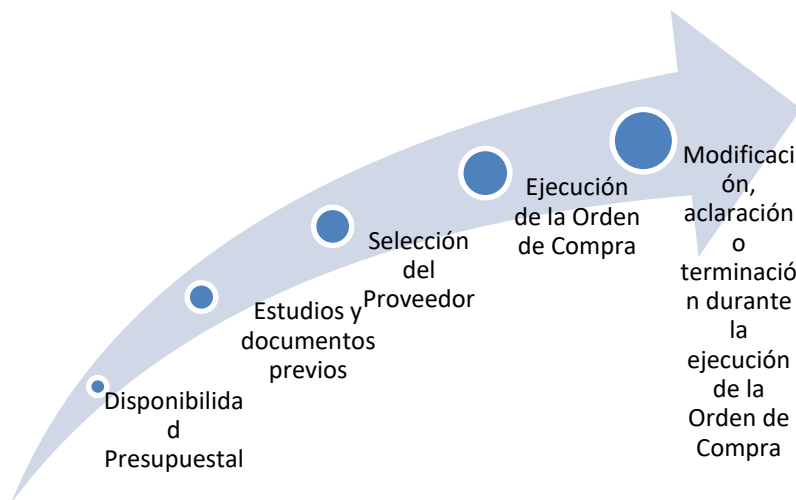 Disponibilida
d
Presupuestal
Estudios y
documentos
previos
Selección
del
Proveedor
Ejecución
de la Orden
de Compra
Modificaci
ón,
aclaración
o
terminació
n durante
la
ejecución
de la
Orden de
Compra